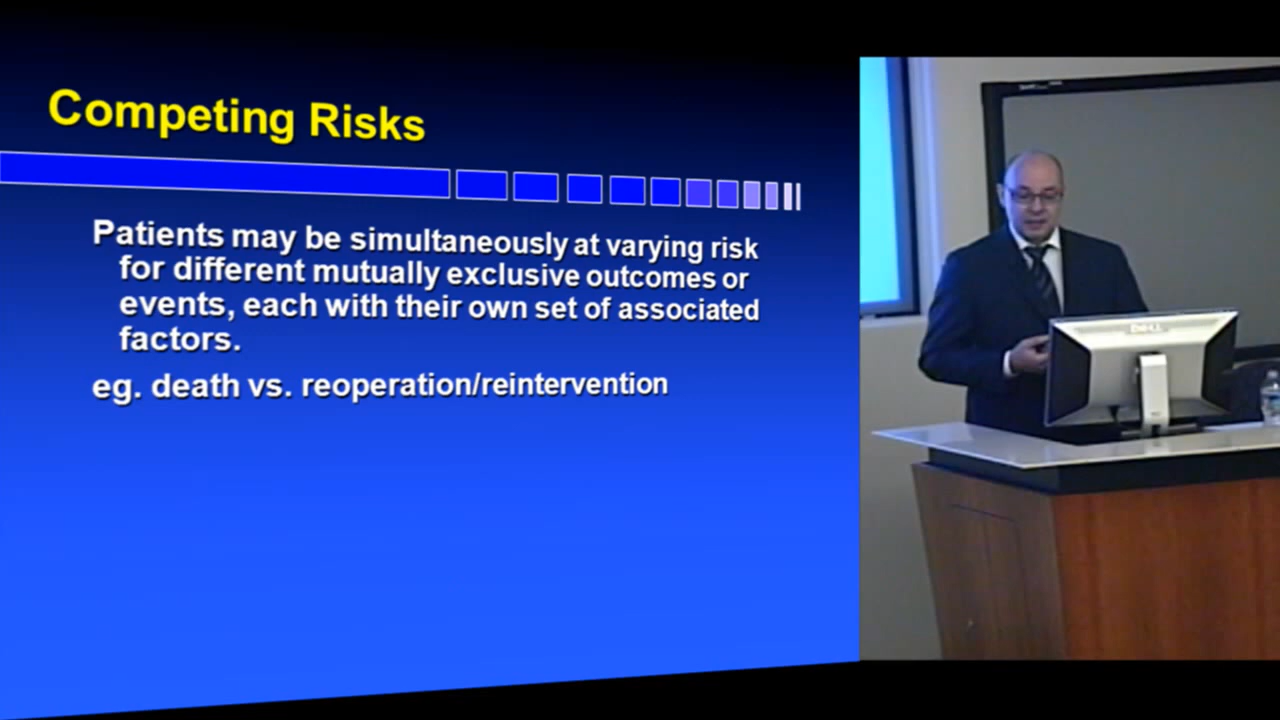 Competing Risks
Patients may be simultaneously at varying risk
for different mutually exclusive outcomes or
events, each with their own set of associated
factors.
eg. death vs. reoperation/reintervention
DELL